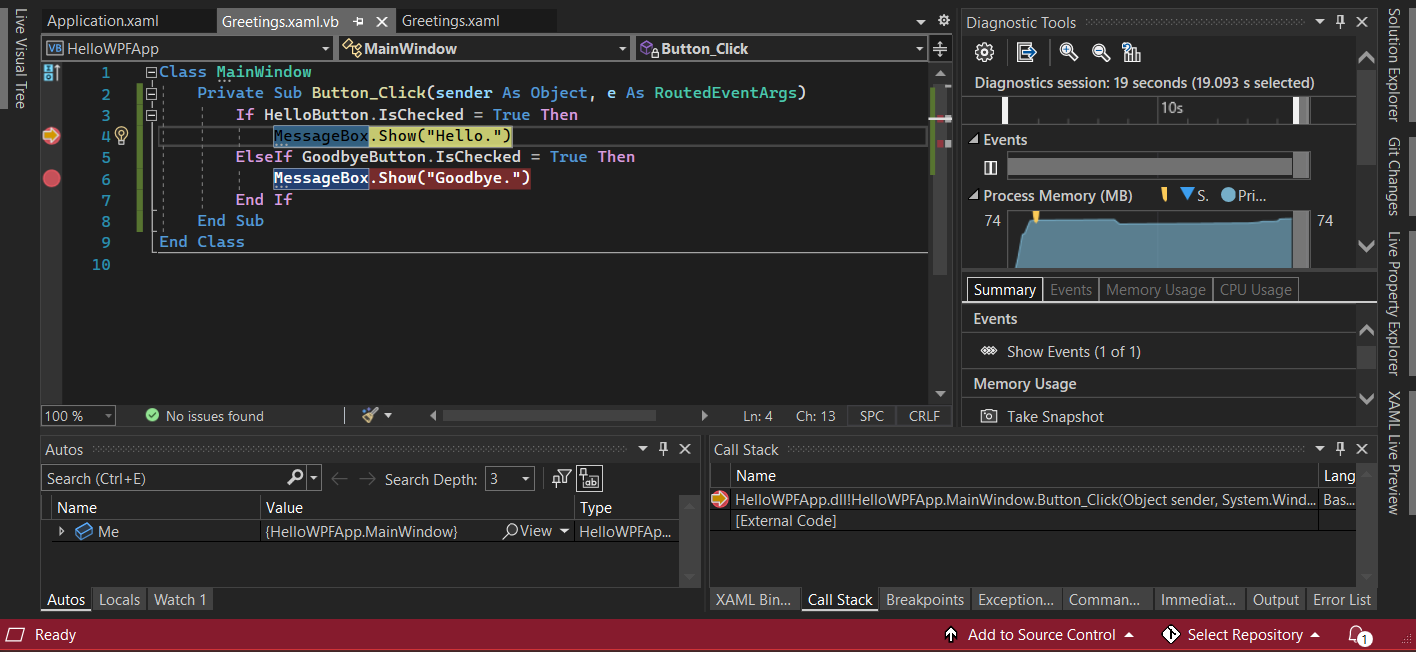 Live Visual Tree
Application.xaml
Greetings.xaml.vb
Greetings.xaml
VB HelloWPFApp
MainWindow
Button_Click
1 Class MainWindow
2 Private Sub Button_Click(sender As Object, e As RoutedEventArgs)
3 If HelloButton.IsChecked = True Then
4 MessageBox.Show("Hello.")
5 ElseIf GoodbyeButton.IsChecked = True Then
6 MessageBox.Show("Goodbye.")
7 End If
8 End Sub
9 End Class
10
100 %
No issues found
Ln: 4 Ch: 13 SPC CRLF
Diagnostic Tools
Diagnostics session: 19 seconds (19.093 s selected)
10s
Events
Process Memory (MB)
S.
Pri...
74
74
Summary Events Memory Usage CPU Usage
Events
Show Events (1 of 1)
Memory Usage
Take Snapshot
Solution Explorer
Git Changes
Live Property Explorer
XAML Live Preview
Autos
Search (Ctrl+E)
Search Depth: 3
Name Value Type
Me {HelloWPFApp.MainWindow} View HelloWPFAp...
Autos Locals Watch 1
Call Stack
Name Lang
HelloWPFApp.dll!HelloWPFApp.MainWindow.Button_Click(Object sender, System.Wind... Bas...
[External Code]
XAML Bin... Call Stack Breakpoints Exception... Comman... Immediat... Output Error List
Ready
Add to Source Control
Select Repository
1